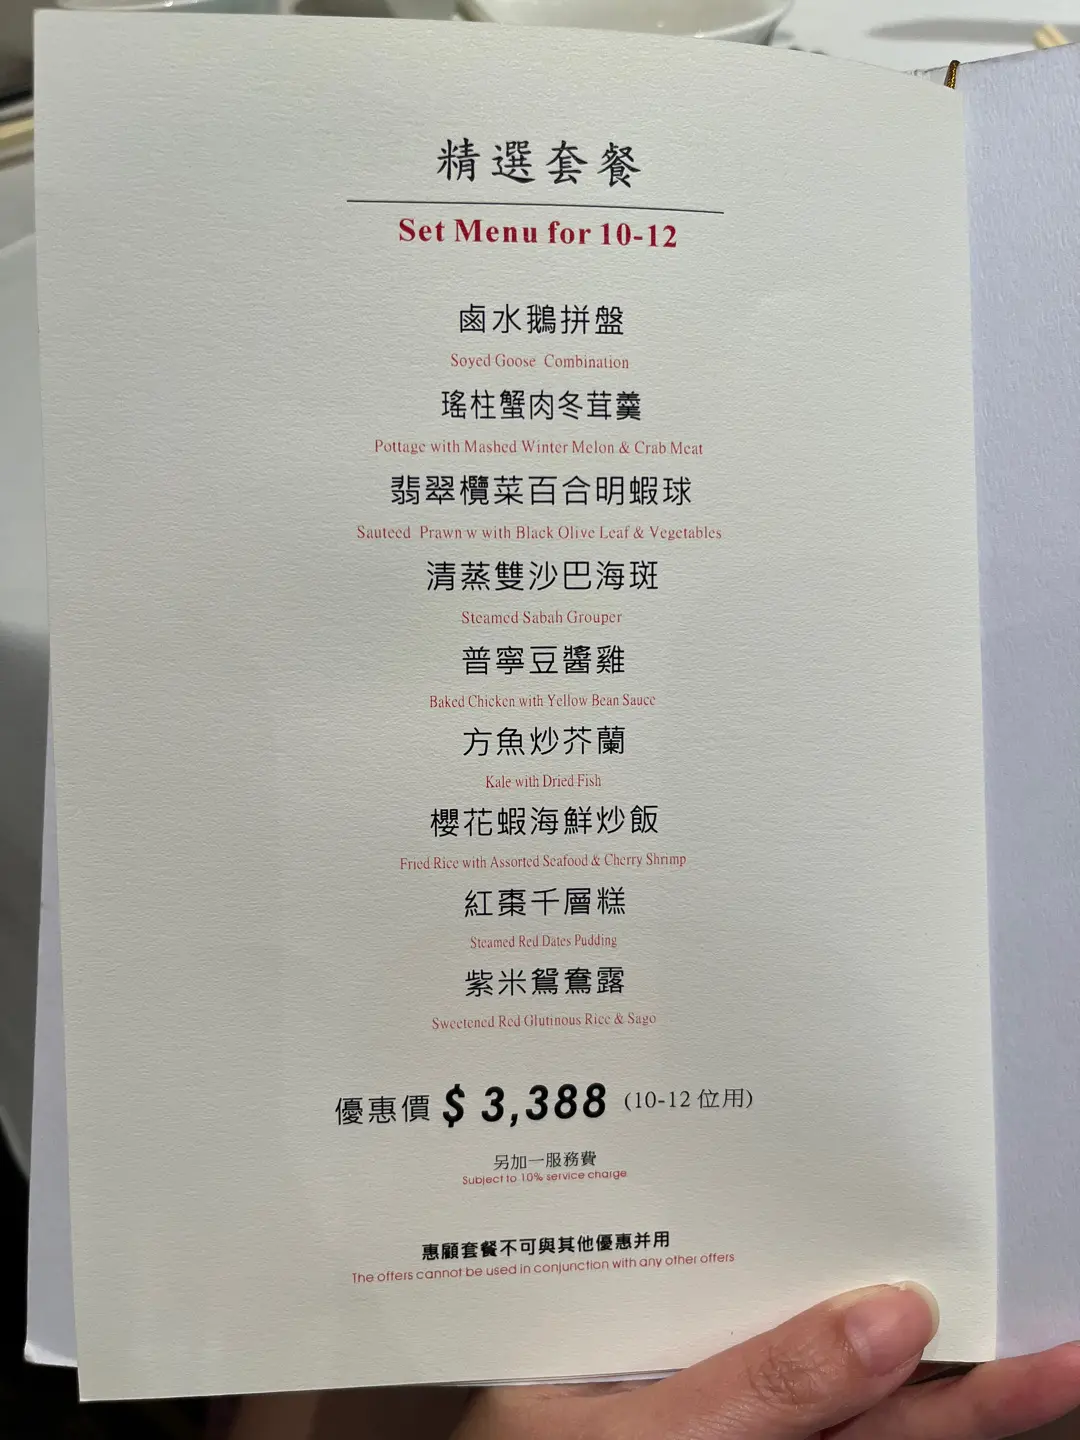 精選套餐
Set Menu for 10-12
鹵水鵝拼盤
Soyed Goose Combination
瑤柱蟹肉冬茸羹
Pottage with Mashed Winter Melon & Crab Meat
翡翠欖菜百合明蝦球
Sauteed Prawn w with Black Olive Leaf & Vegetables
清蒸雙沙巴海斑
Steamed Sabah Grouper
普寧豆醬雞
Baked Chicken with Yellow Bean Sauce
方魚炒芥蘭
Kale with Dried Fish
櫻花蝦海鮮炒飯
Fried Rice with Assorted Seafood & Cherry Shrimp
紅棗千層糕
Steamed Red Dates Pudding
紫米鴛鴦露
Sweetened Red Glutinous Rice & Sago
優惠價 $ 3,388 (10-12 位用)
另加一服務費
Subject to 10% service charge
惠顧套餐不可與其他優惠并用
The offers cannot be used in conjunction with any other offers